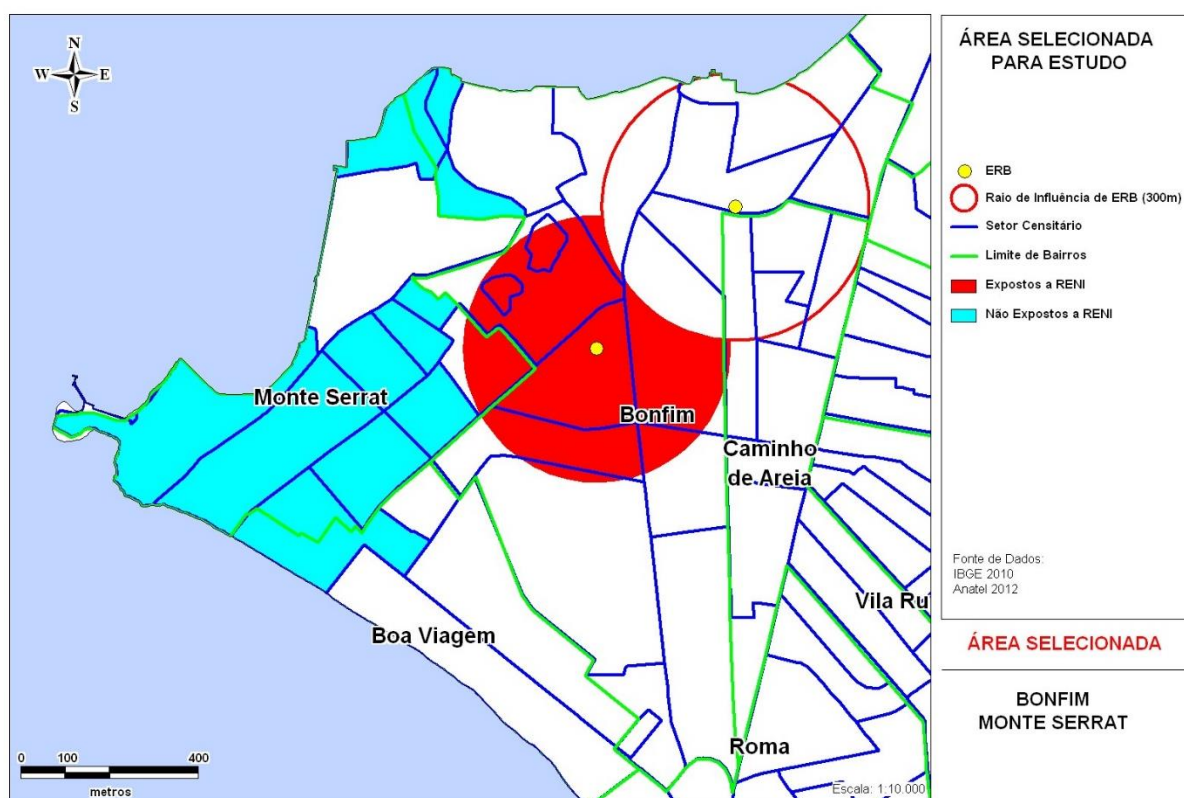 N
W E
S
Monte Serrat
Bonfim
Caminho
de Areia
Vila Ru
Boa Viagem
Roma
0 100 400
metros
Escala: 1:10.000
ÁREA SELECIONADA
PARA ESTUDO
ERB
Raio de Influência de ERB (300m)
Setor Censitário
Limite de Bairros
Expostos a RENI
Não Expostos a RENI
Fonte de Dados:
IBGE 2010
Anatel 2012
ÁREA SELECIONADA
BONFIM
MONTE SERRAT